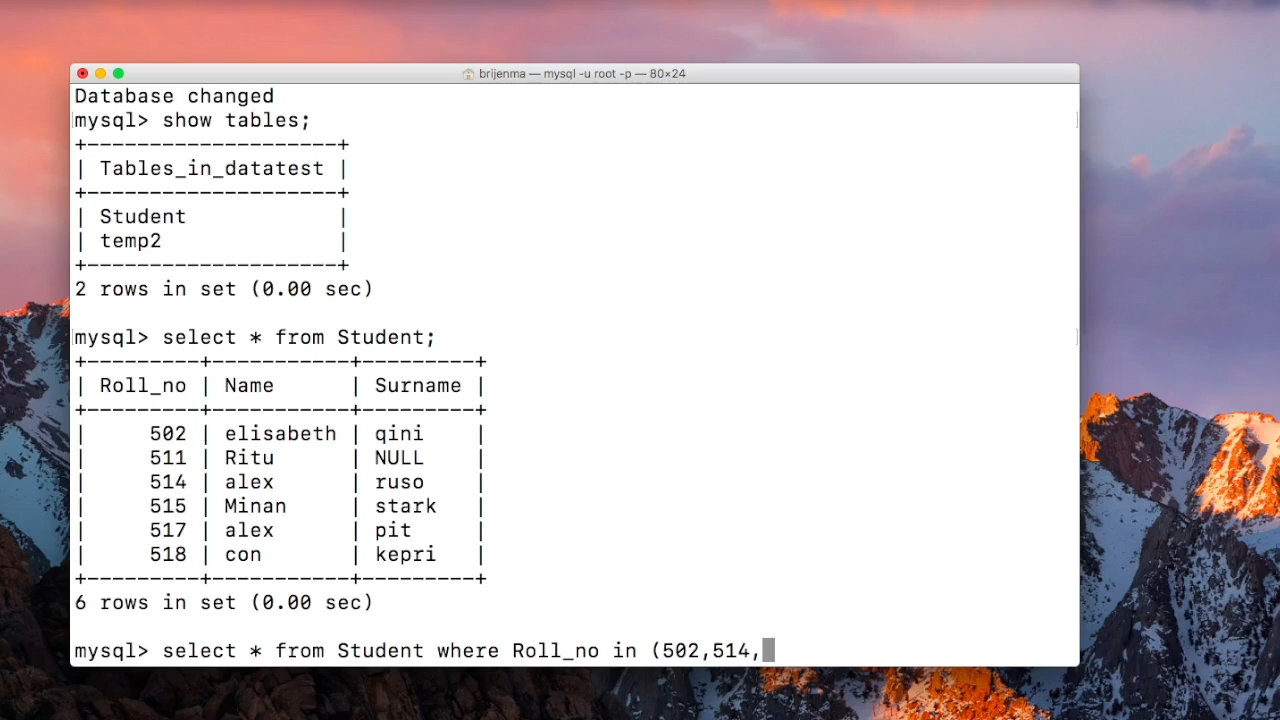 brijenma — mysql -u root -p — 80×24
Database changed
mysql> show tables;
+--------------------+
| Tables_in_datatest |
+--------------------+
| Student            |
| temp2              |
+--------------------+
2 rows in set (0.00 sec)
mysql> select * from Student;
+---------+-----------+---------+
| Roll_no | Name      | Surname |
+---------+-----------+---------+
|     502 | elisabeth | qini    |
|     511 | Ritu      | NULL    |
|     514 | alex      | ruso    |
|     515 | Minan     | stark   |
|     517 | alex      | pit     |
|     518 | con       | kepri   |
+---------+-----------+---------+
6 rows in set (0.00 sec)
mysql> select * from Student where Roll_no in (502,514,